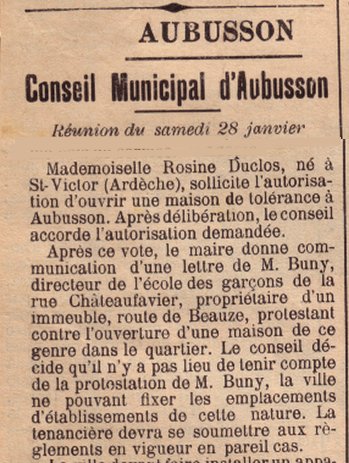 AUBUSSON
Conseil Municipal d'Aubusson
Réunion du samedi 28 janvier
Mademoiselle Rosine Duclos, né à
St-Victor (Ardèche), sollicite l'autorisa-
tion d'ouvrir une maison de tolérance à
Aubusson. Après délibération, le conseil
accorde l'autorisation demandée.
Après ce vote, le maire donne com-
munication d'une lettre de M. Buny,
directeur de l'école des garçons de la
rue Châteaufavier, propriétaire d'un
immeuble, route de Beauze, protestant
contre l'ouverture d'une maison de ce
genre dans le quartier. Le conseil dé-
cide qu'il n'y a pas lieu de tenir compte
de la protestation de M. Buny, la ville
ne pouvant fixer les emplacements
d'établissements de cette nature. La
tenancière devra se soumettre aux rè-
glements en vigueur en pareil cas.